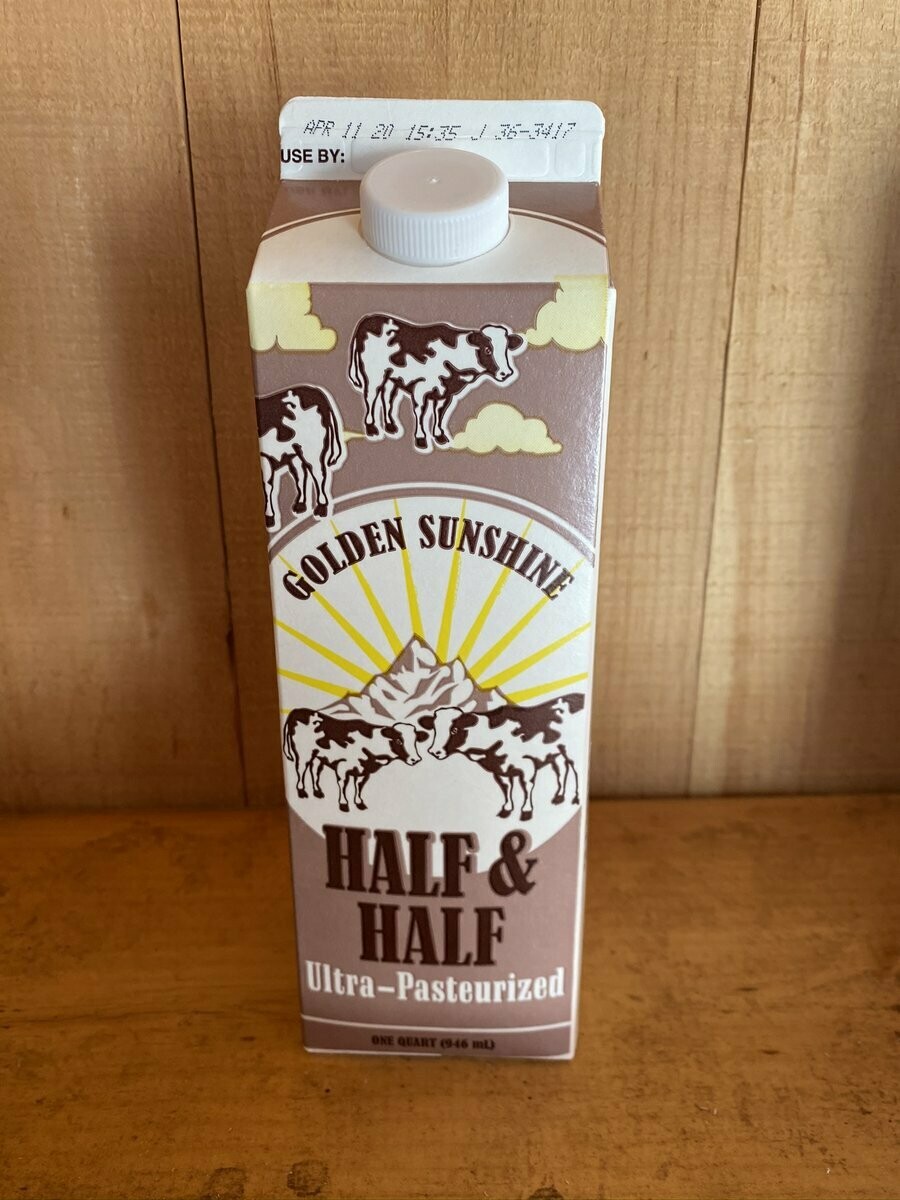 APR 11 20 15:35 J 36-3417
USE BY:
GOLDEN SUNSHINE
HALF &
HALF
Ultra-Pasteurized
ONE QUART (946 mL)